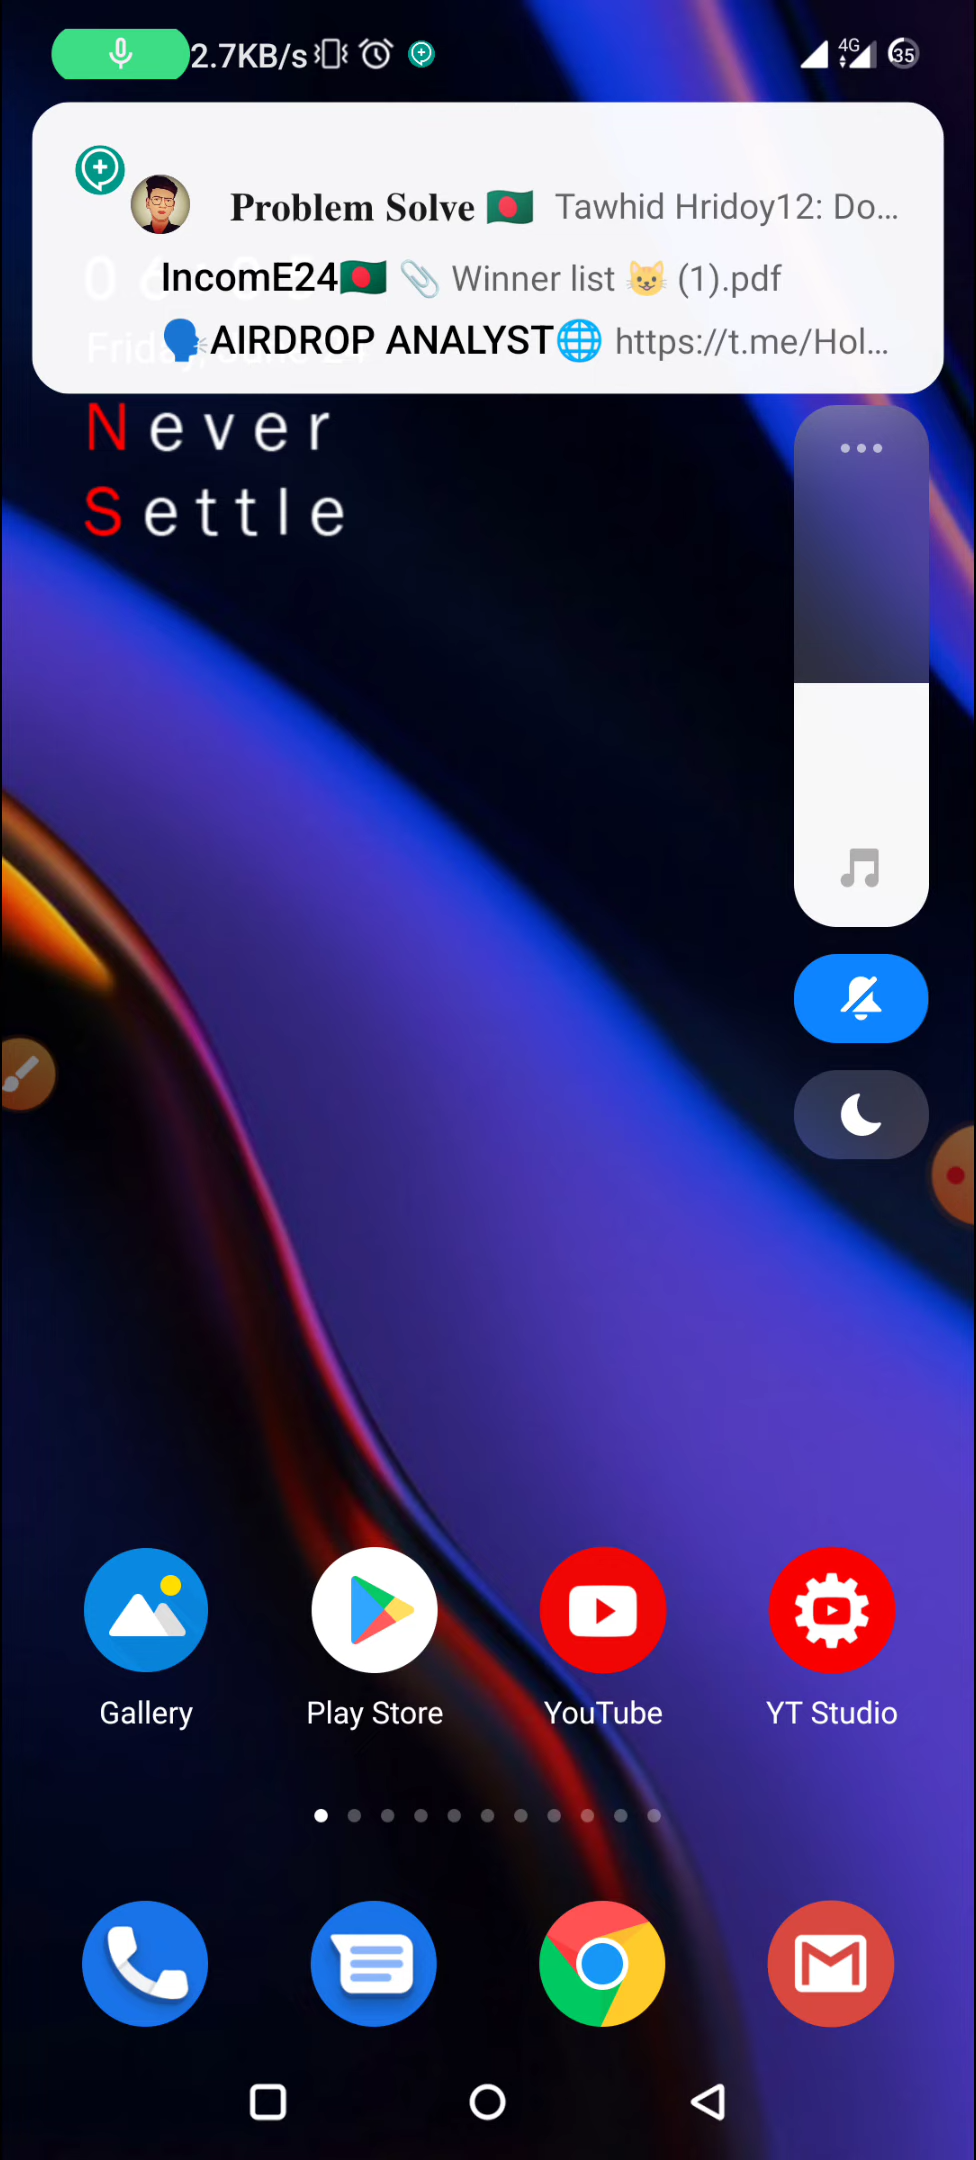 2.7KB/s 4G 35
Problem Solve 🇧🇩 Tawhid Hridoy12: Do...
IncomE24🇧🇩 📎 Winner list 😺 (1).pdf
🗣️AIRDROP ANALYST🌐 https://t.me/Hol...
Never
Settle
Gallery Play Store YouTube YT Studio